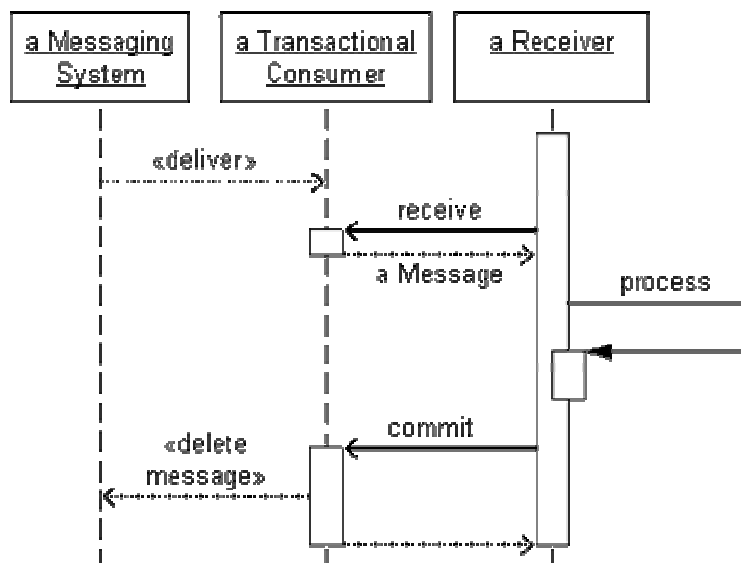 a Messaging
System
a Transactional
Consumer
a Receiver
«deliver»
receive
a Message
process
commit
«delete
message»